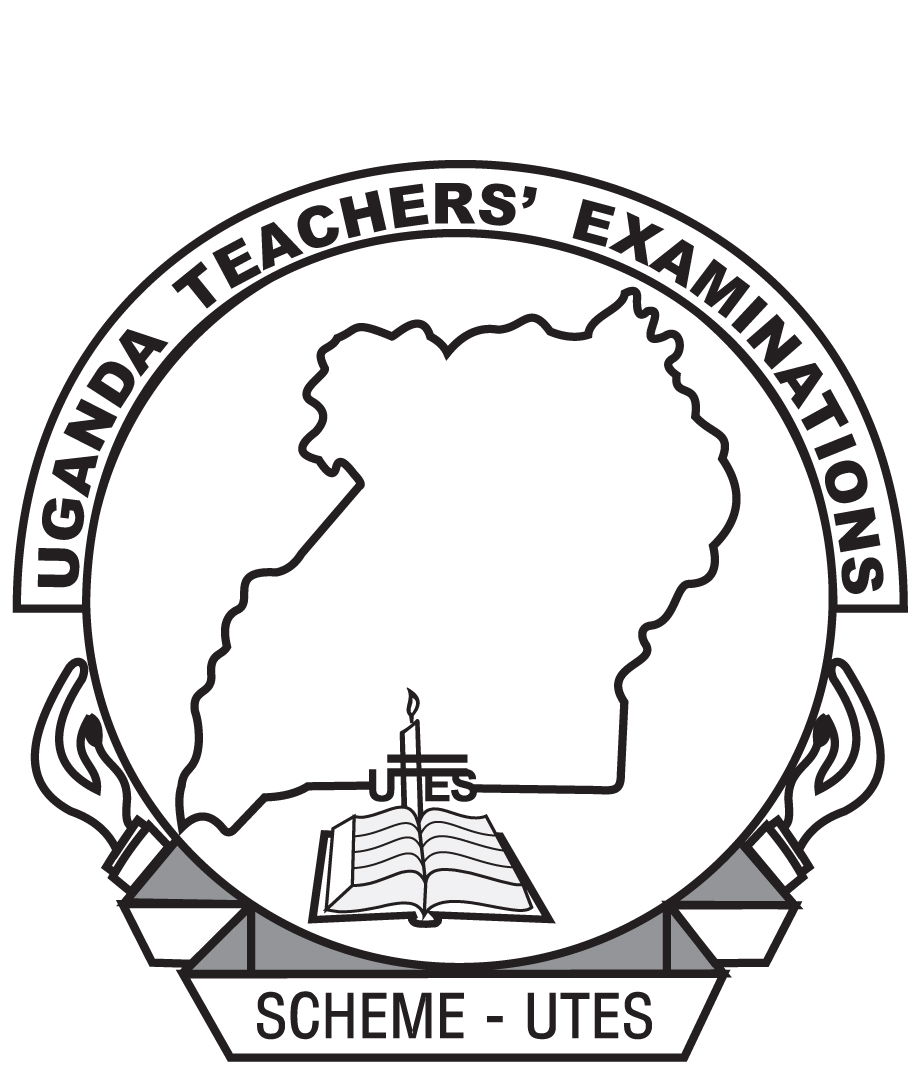 UGANDA TEACHERS’ EXAMINATIONS
UTES
SCHEME - UTES